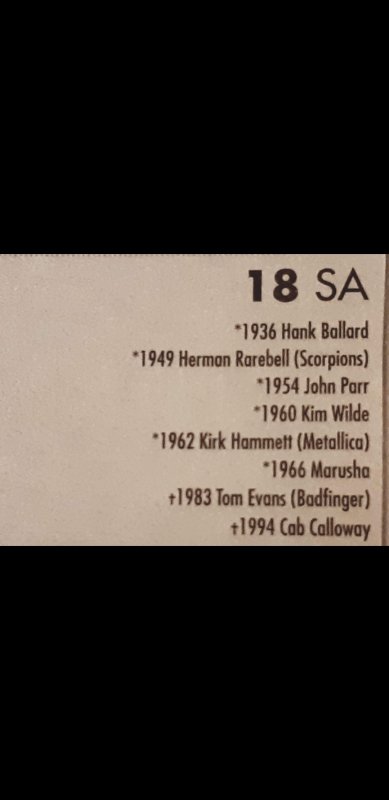 18 SA
*1936 Hank Ballard
*1949 Herman Rarebell (Scorpions)
*1954 John Parr
*1960 Kim Wilde
*1962 Kirk Hammett (Metallica)
*1966 Marusha
†1983 Tom Evans (Badfinger)
†1994 Cab Calloway